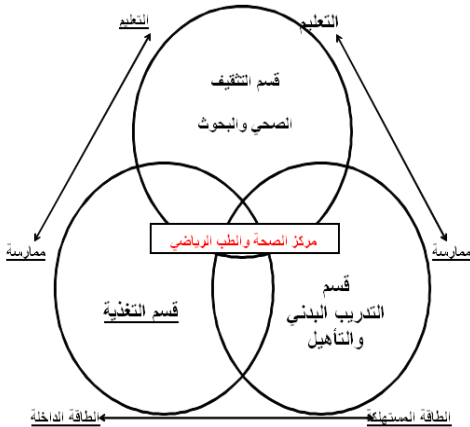 التعليم
التعليم
قسم التثقيف
الصحي والبحوث
مركز الصحة والطب الرياضي
ممارسة
ممارسة
قسم
التدريب البدني
والتأهيل
قسم التغذية
الطاقة المستهلكة
الطاقة الداخلة